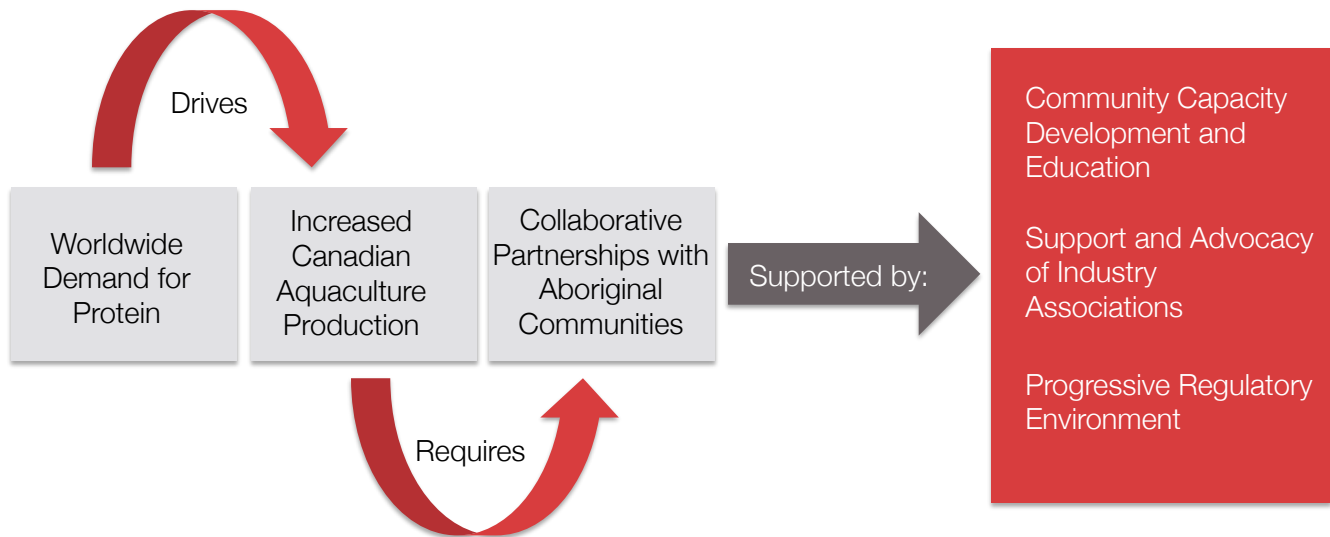 Drives
Worldwide
Demand for
Protein
Increased
Canadian
Aquaculture
Production
Collaborative
Partnerships with
Aboriginal
Communities
Requires
Supported by:
Community Capacity
Development and
Education
Support and Advocacy
of Industry
Associations
Progressive Regulatory
Environment